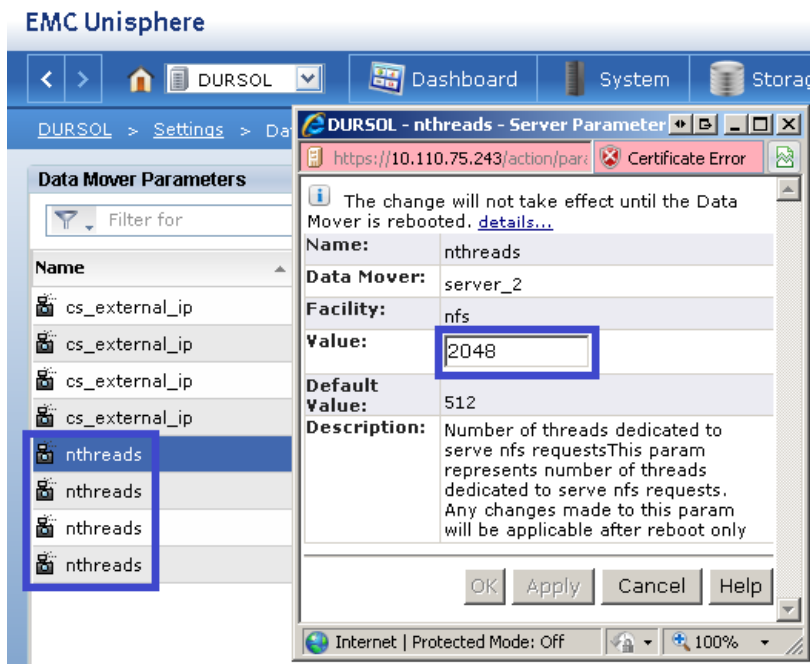 EMC Unisphere
DURSOL
Dashboard
System
Storag
DURSOL > Settings > Da
Data Mover Parameters
Filter for
Name
cs_external_ip
cs_external_ip
cs_external_ip
cs_external_ip
nthreads
nthreads
nthreads
nthreads
DURSOL - nthreads - Server Parameter
https://10.110.75.243/action/para
Certificate Error
The change will not take effect until the Data
Mover is rebooted. details...
Name: nthreads
Data Mover: server_2
Facility: nfs
Value: 2048
Default
Value: 512
Description: Number of threads dedicated to
serve nfs requestsThis param
represents number of threads
dedicated to serve nfs requests.
Any changes made to this param
will be applicable after reboot only
OK Apply Cancel Help
Internet | Protected Mode: Off
100%